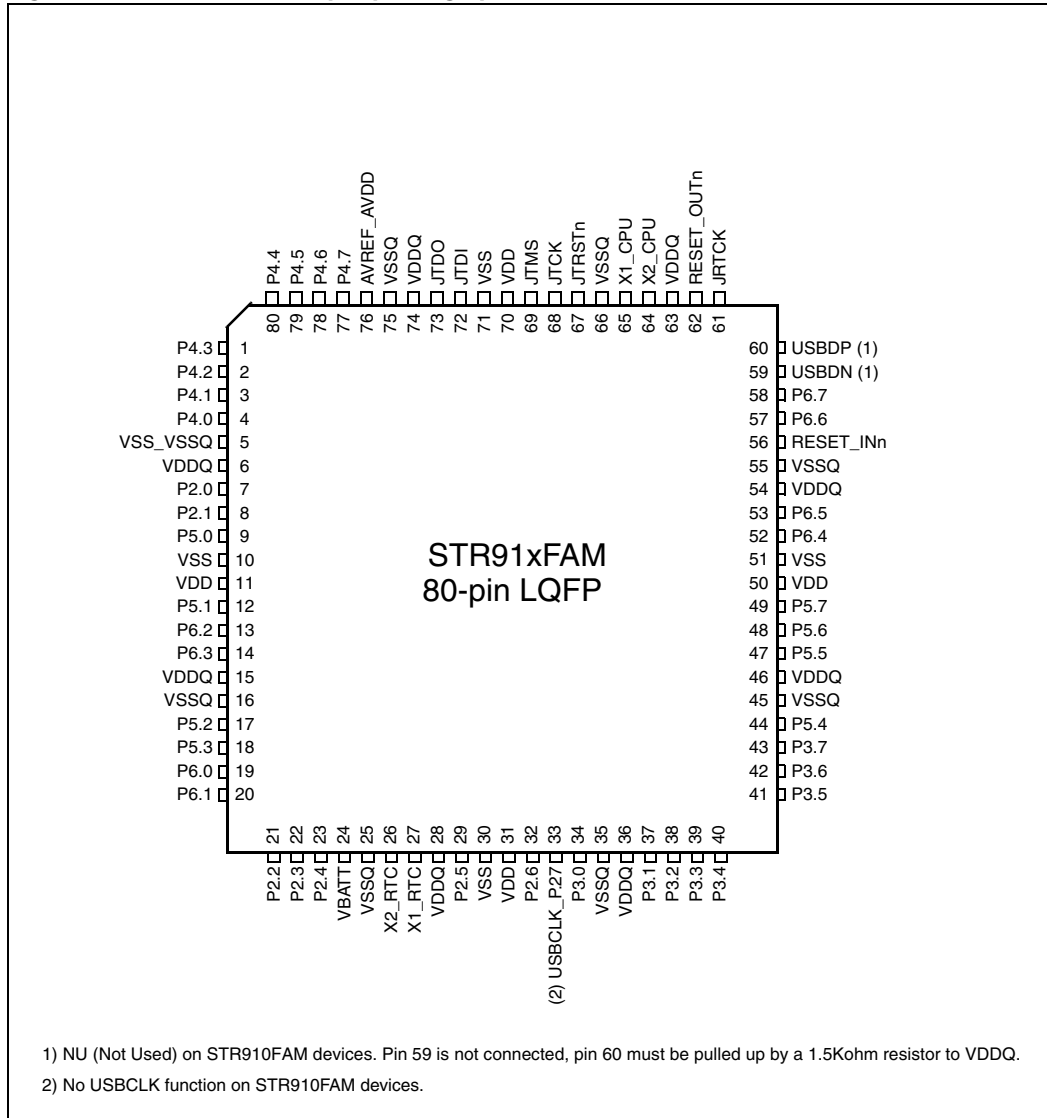 80 P4.4
79 P4.5
78 P4.6
77 P4.7
76 AVREF_AVDD
75 VSSQ
74 VDDQ
73 JTDO
72 JTDI
71 VSS
70 VDD
69 JTMS
68 JTCK
67 JTRSTn
66 VSSQ
65 X1_CPU
64 X2_CPU
63 VDDQ
62 RESET_OUTn
61 JRTCK
P4.3 1
P4.2 2
P4.1 3
P4.0 4
VSS_VSSQ 5
VDDQ 6
P2.0 7
P2.1 8
P5.0 9
VSS 10
VDD 11
P5.1 12
P6.2 13
P6.3 14
VDDQ 15
VSSQ 16
P5.2 17
P5.3 18
P6.0 19
P6.1 20
STR91xFAM
80-pin LQFP
60 USBDP (1)
59 USBDN (1)
58 P6.7
57 P6.6
56 RESET_INn
55 VSSQ
54 VDDQ
53 P6.5
52 P6.4
51 VSS
50 VDD
49 P5.7
48 P5.6
47 P5.5
46 VDDQ
45 VSSQ
44 P5.4
43 P3.7
42 P3.6
41 P3.5
P2.2 21
P2.3 22
P2.4 23
VBATT 24
VSSQ 25
X2_RTC 26
X1_RTC 27
VDDQ 28
P2.5 29
VSS 30
VDD 31
P2.6 32
(2) USBCLK_P2.7 33
P3.0 34
VSSQ 35
VDDQ 36
P3.1 37
P3.2 38
P3.3 39
P3.4 40
1) NU (Not Used) on STR910FAM devices. Pin 59 is not connected, pin 60 must be pulled up by a 1.5Kohm resistor to VDDQ.
2) No USBCLK function on STR910FAM devices.